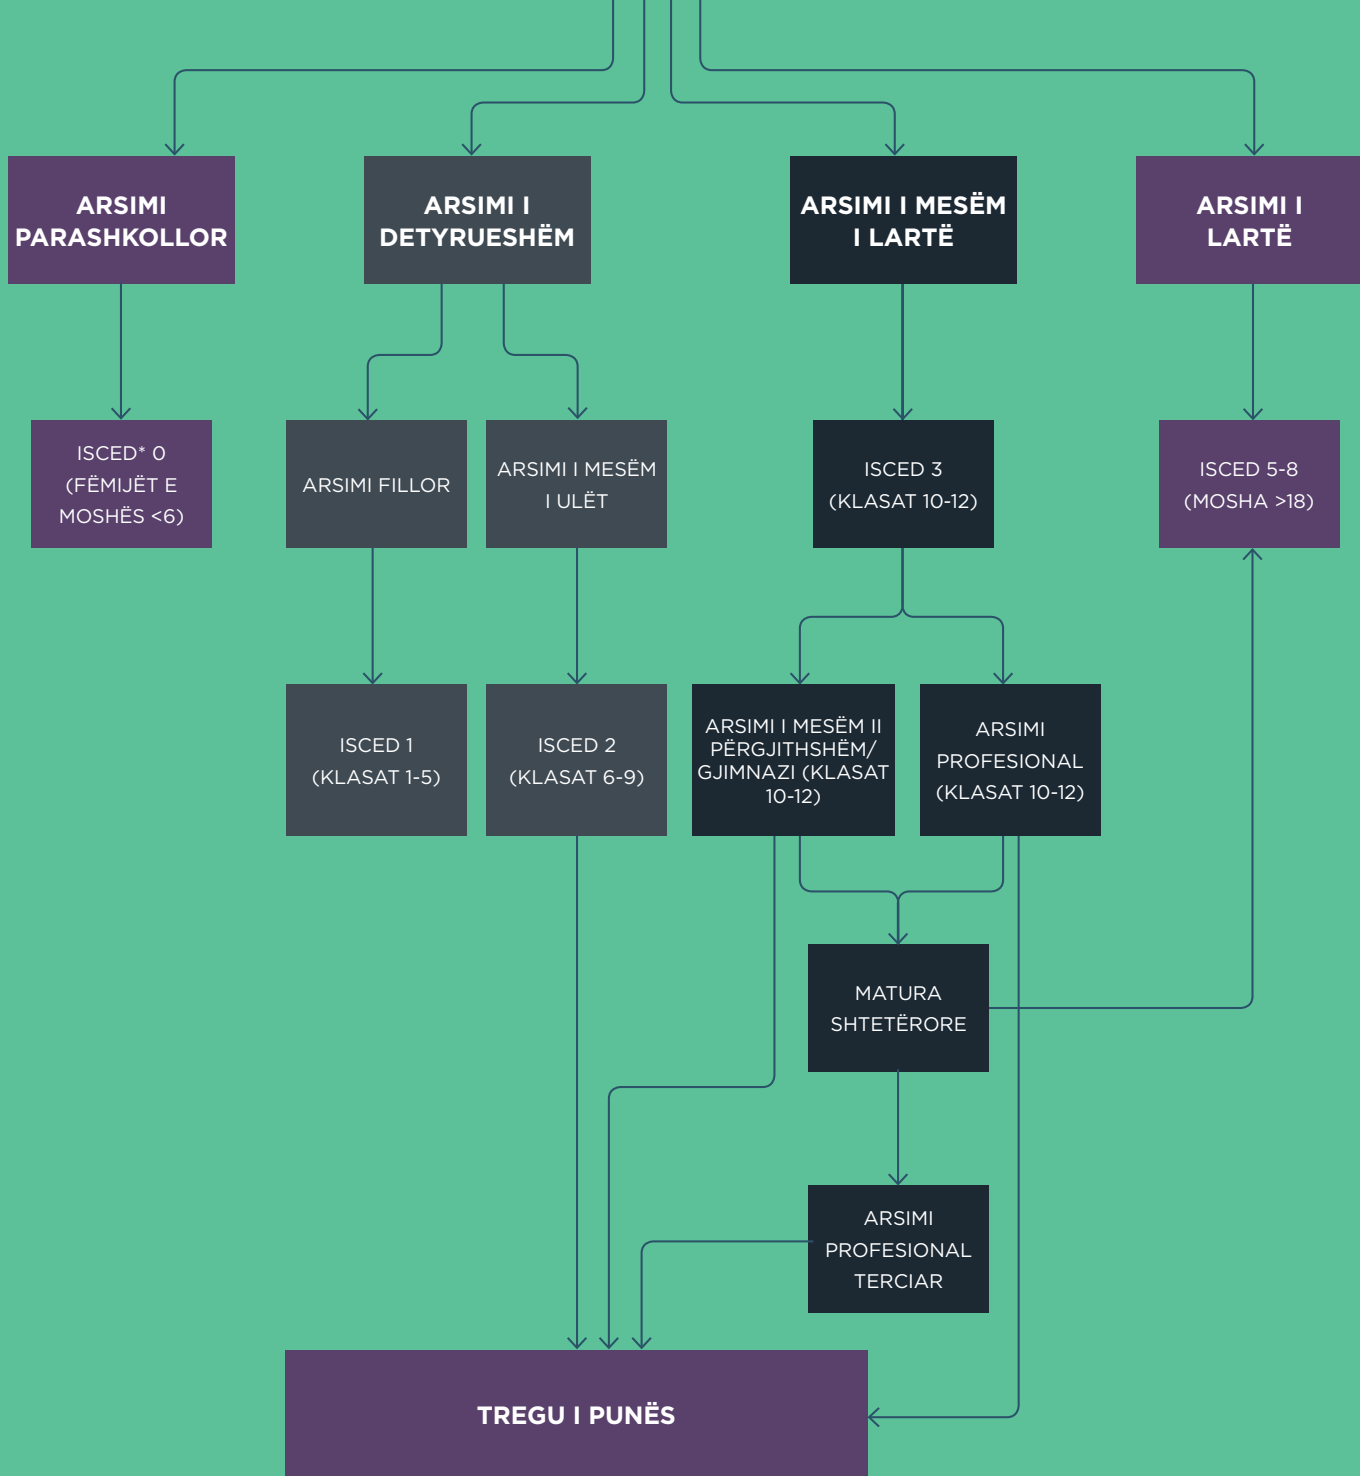 ARSIMI
PARASHKOLLOR
ARSIMI I
DETYRUESHËM
ARSIMI I MESËM
I LARTË
ARSIMI I
LARTË
ISCED* 0
(FËMIJËT E
MOSHËS <6)
ARSIMI FILLOR
ARSIMI I MESËM
I ULËT
ISCED 3
(KLASAT 10-12)
ISCED 5-8
(MOSHA >18)
ISCED 1
(KLASAT 1-5)
ISCED 2
(KLASAT 6-9)
ARSIMI I MESËM II
PËRGJITHSHËM/
GJIMNAZI (KLASAT
10-12)
ARSIMI
PROFESIONAL
(KLASAT 10-12)
MATURA
SHTETËRORE
ARSIMI
PROFESIONAL
TERCIAR
TREGU I PUNËS